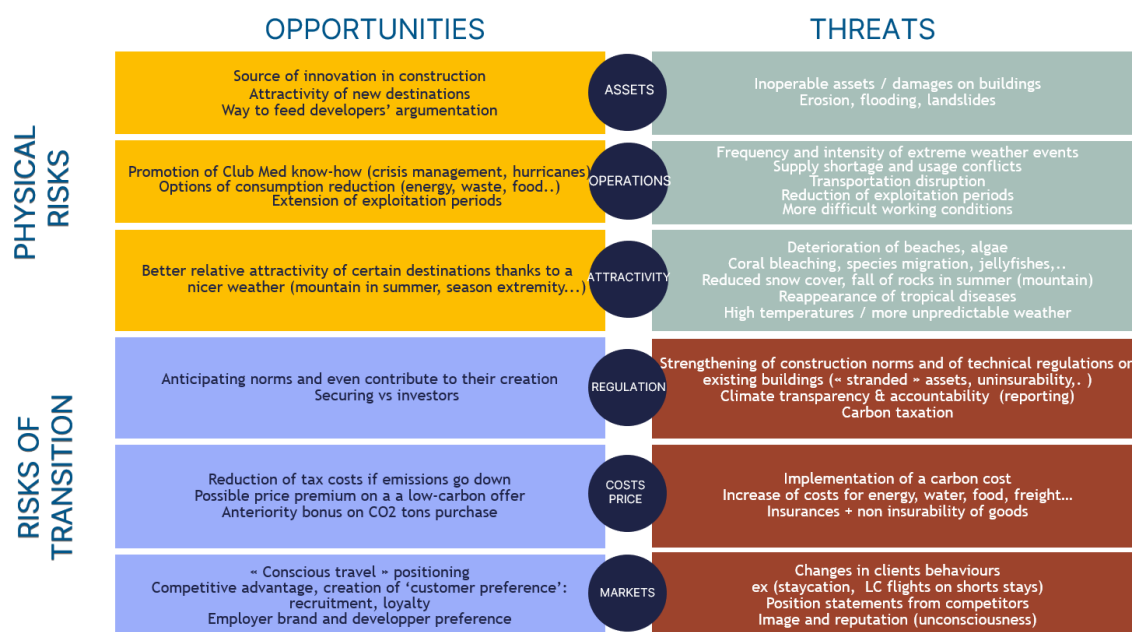 OPPORTUNITIES
THREATS
PHYSICAL
RISKS
Source of innovation in construction
Attractivity of new destinations
Way to feed developers’ argumentation
ASSETS
Inoperable assets / damages on buildings
Erosion, flooding, landslides
Promotion of Club Med know-how (crisis management, hurricanes)
Options of consumption reduction (energy, waste, food..)
Extension of exploitation periods
OPERATIONS
Frequency and intensity of extreme weather events
Supply shortage and usage conflicts
Transportation disruption
Reduction of exploitation periods
More difficult working conditions
Better relative attractivity of certain destinations thanks to a
nicer weather (mountain in summer, season extremity...)
ATTRACTIVITY
Deterioration of beaches, algae
Coral bleaching, species migration, jellyfishes,..
Reduced snow cover, fall of rocks in summer (mountain)
Reappearance of tropical diseases
High temperatures / more unpredictable weather
RISKS OF
TRANSITION
Anticipating norms and even contribute to their creation
Securing vs investors
REGULATION
Strengthening of construction norms and of technical regulations on
existing buildings (« stranded » assets, uninsurability,. )
Climate transparency & accountability (reporting)
Carbon taxation
Reduction of tax costs if emissions go down
Possible price premium on a a low-carbon offer
Anteriority bonus on CO2 tons purchase
COSTS
PRICE
Implementation of a carbon cost
Increase of costs for energy, water, food, freight…
Insurances + non insurability of goods
« Conscious travel » positioning
Competitive advantage, creation of ‘customer preference’:
recruitment, loyalty
Employer brand and developper preference
MARKETS
Changes in clients behaviours
ex (staycation, LC flights on shorts stays)
Position statements from competitors
Image and reputation (unconsciousness)